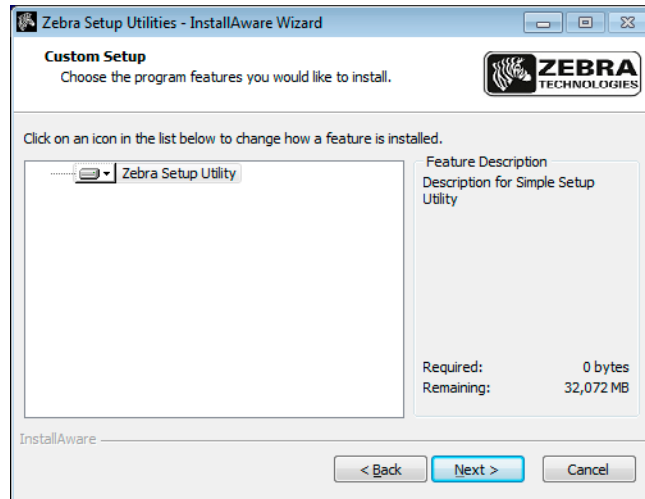 Zebra Setup Utilities - InstallAware Wizard
Custom Setup
Choose the program features you would like to install.
ZEBRA
TECHNOLOGIES
Click on an icon in the list below to change how a feature is installed.
Zebra Setup Utility
Feature Description
Description for Simple Setup
Utility
Required: 0 bytes
Remaining: 32,072 MB
InstallAware
< Back Next > Cancel